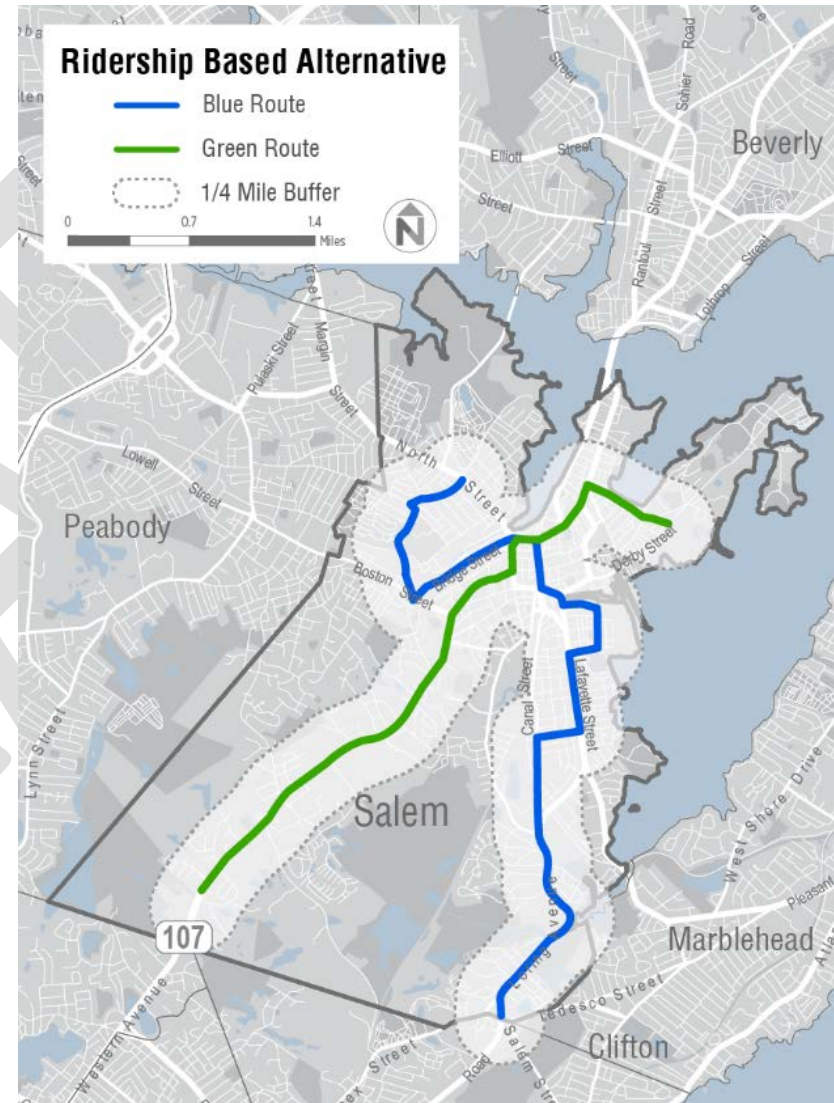 Ridership Based Alternative
Blue Route
Green Route
1/4 Mile Buffer
0 0.7 1.4
Miles
N
Road
Sohier
Street
Beverly
Elliott Street
Street
Rantoul Street
Lothrop Street
Street
Margin
Street
Pulaski Street
Lowell
Street
North
Street
Peabody
Boston Street
Bridge Street
Derby Street
Canal Street
Lafayette Street
Lynn Street
Salem
West Shore Drive
Pleasant
Loring
venue
107
Marblehead
Western Avenue
Tedesco Street
Clifton
Street
Road
Salem